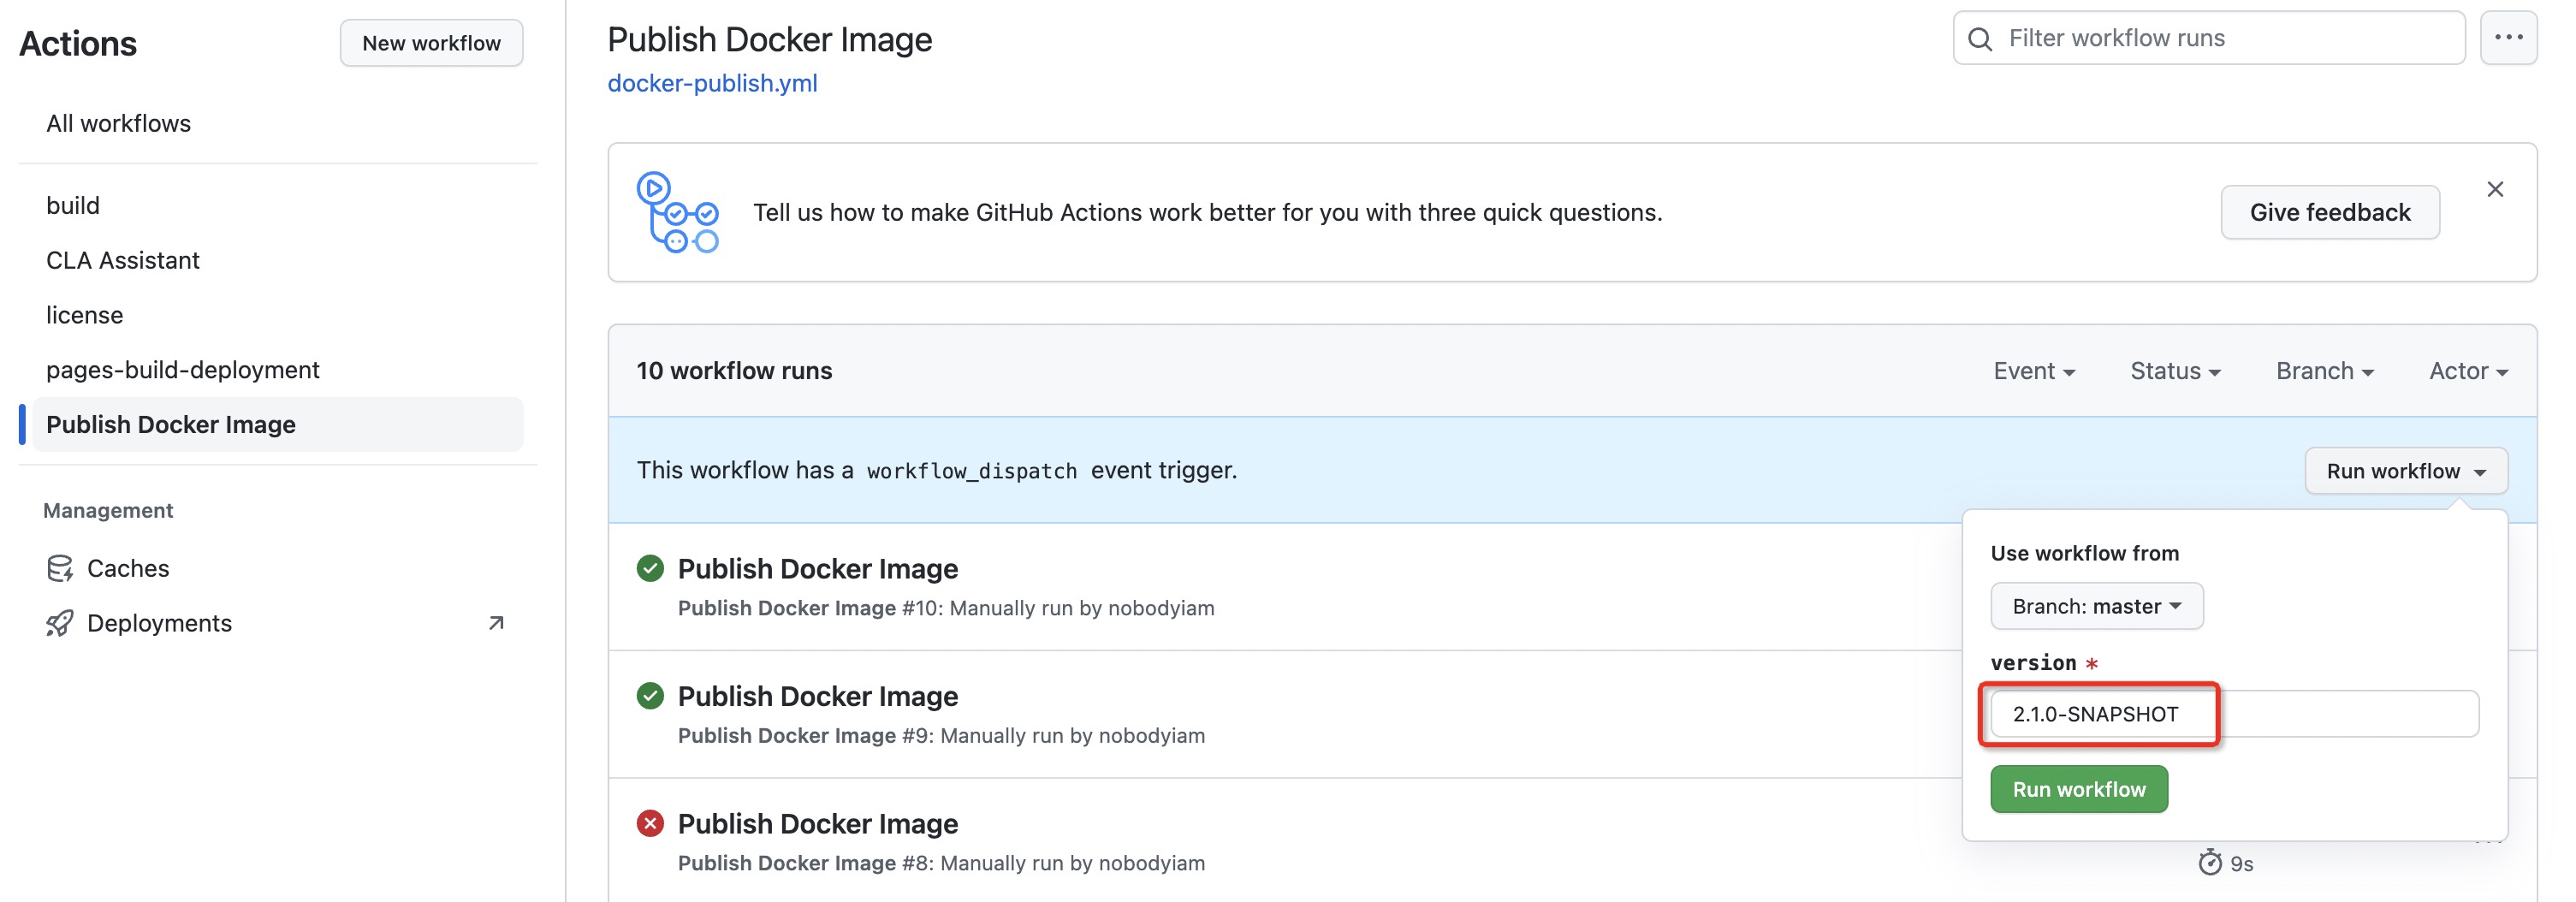 Actions
New workflow
All workflows
build
CLA Assistant
license
pages-build-deployment
Publish Docker Image
Management
Caches
Deployments
Publish Docker Image
docker-publish.yml
Filter workflow runs
Tell us how to make GitHub Actions work better for you with three quick questions.
Give feedback
10 workflow runs
Event
Status
Branch
Actor
This workflow has a workflow_dispatch event trigger.
Run workflow
Use workflow from
Branch: master
version *
2.1.0-SNAPSHOT
Run workflow
Publish Docker Image
Publish Docker Image #10: Manually run by nobodyiam
Publish Docker Image
Publish Docker Image #9: Manually run by nobodyiam
Publish Docker Image
Publish Docker Image #8: Manually run by nobodyiam
9s